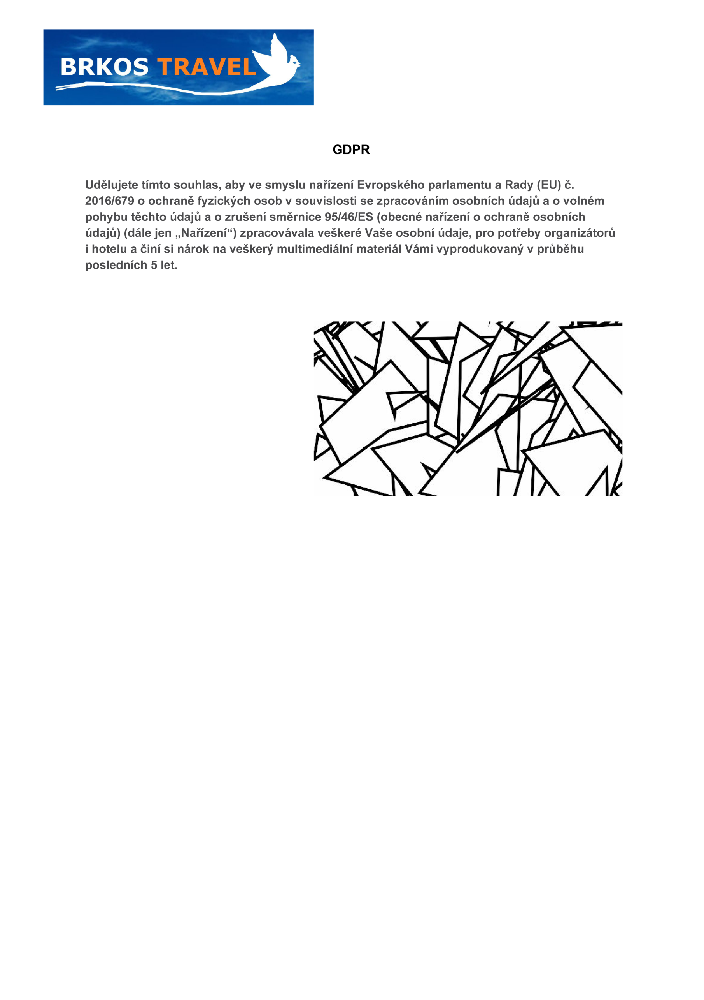 BRKOS TRAVEL
GDPR
Udělujete tímto souhlas, aby ve smyslu nařízení Evropského parlamentu a Rady (EU) č.
2016/679 o ochraně fyzických osob v souvislosti se zpracováním osobních údajů a o volném
pohybu těchto údajů a o zrušení směrnice 95/46/ES (obecné nařízení o ochraně osobních
údajů) (dále jen „Nařízení“) zpracovávala veškeré Vaše osobní údaje, pro potřeby organizátorů
i hotelu a činí si nárok na veškerý multimediální materiál Vámi vyprodukovaný v průběhu
posledních 5 let.